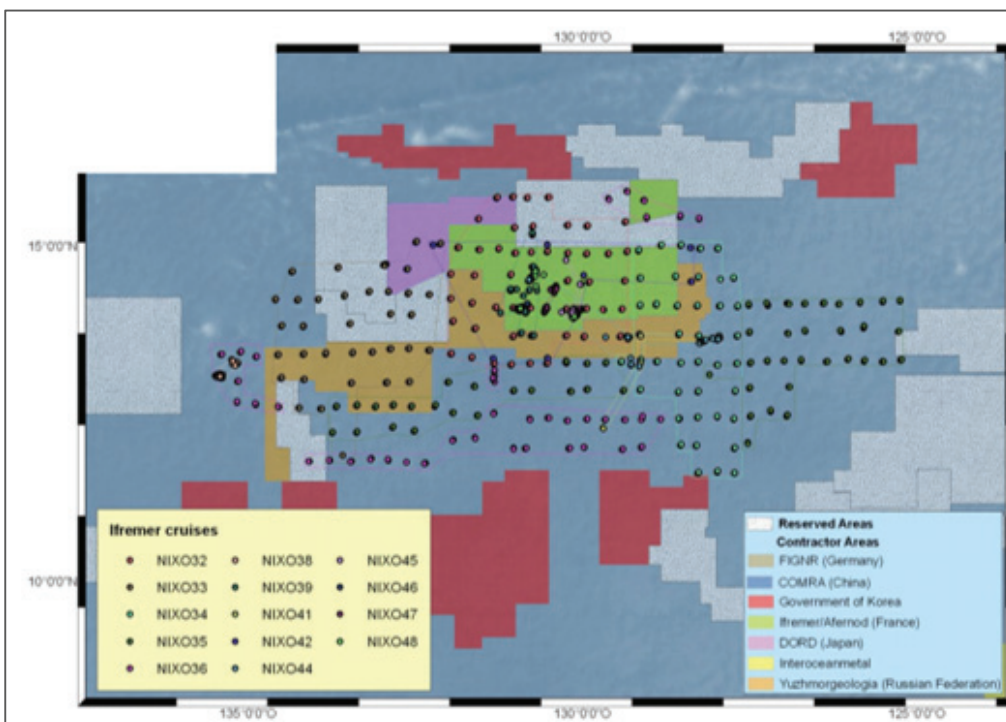 130°0'0"O 125°0'0"O
15°0'0"N
10°0'0"N
Ifremer cruises
NIXO32 NIXO38 NIXO45
NIXO33 NIXO39 NIXO46
NIXO34 NIXO41 NIXO47
NIXO35 NIXO42 NIXO48
NIXO36 NIXO44
Reserved Areas
Contractor Areas
FIGNR (Germany)
COMRA (China)
Government of Korea
Ifremer/Afernod (France)
DORD (Japan)
Interoceanmetal
Yuzhmorgeologia (Russian Federation)
135°0'0"O 130°0'0"O 125°0'0"O